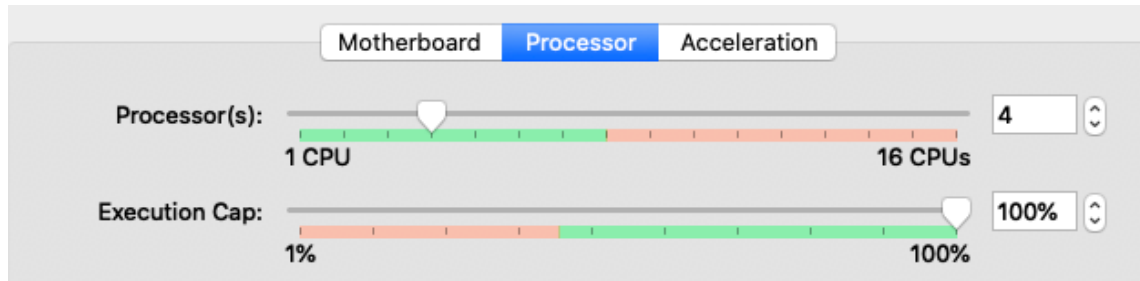 Motherboard Processor Acceleration
Processor(s): 4
1 CPU 16 CPUs
Execution Cap: 100%
1% 100%